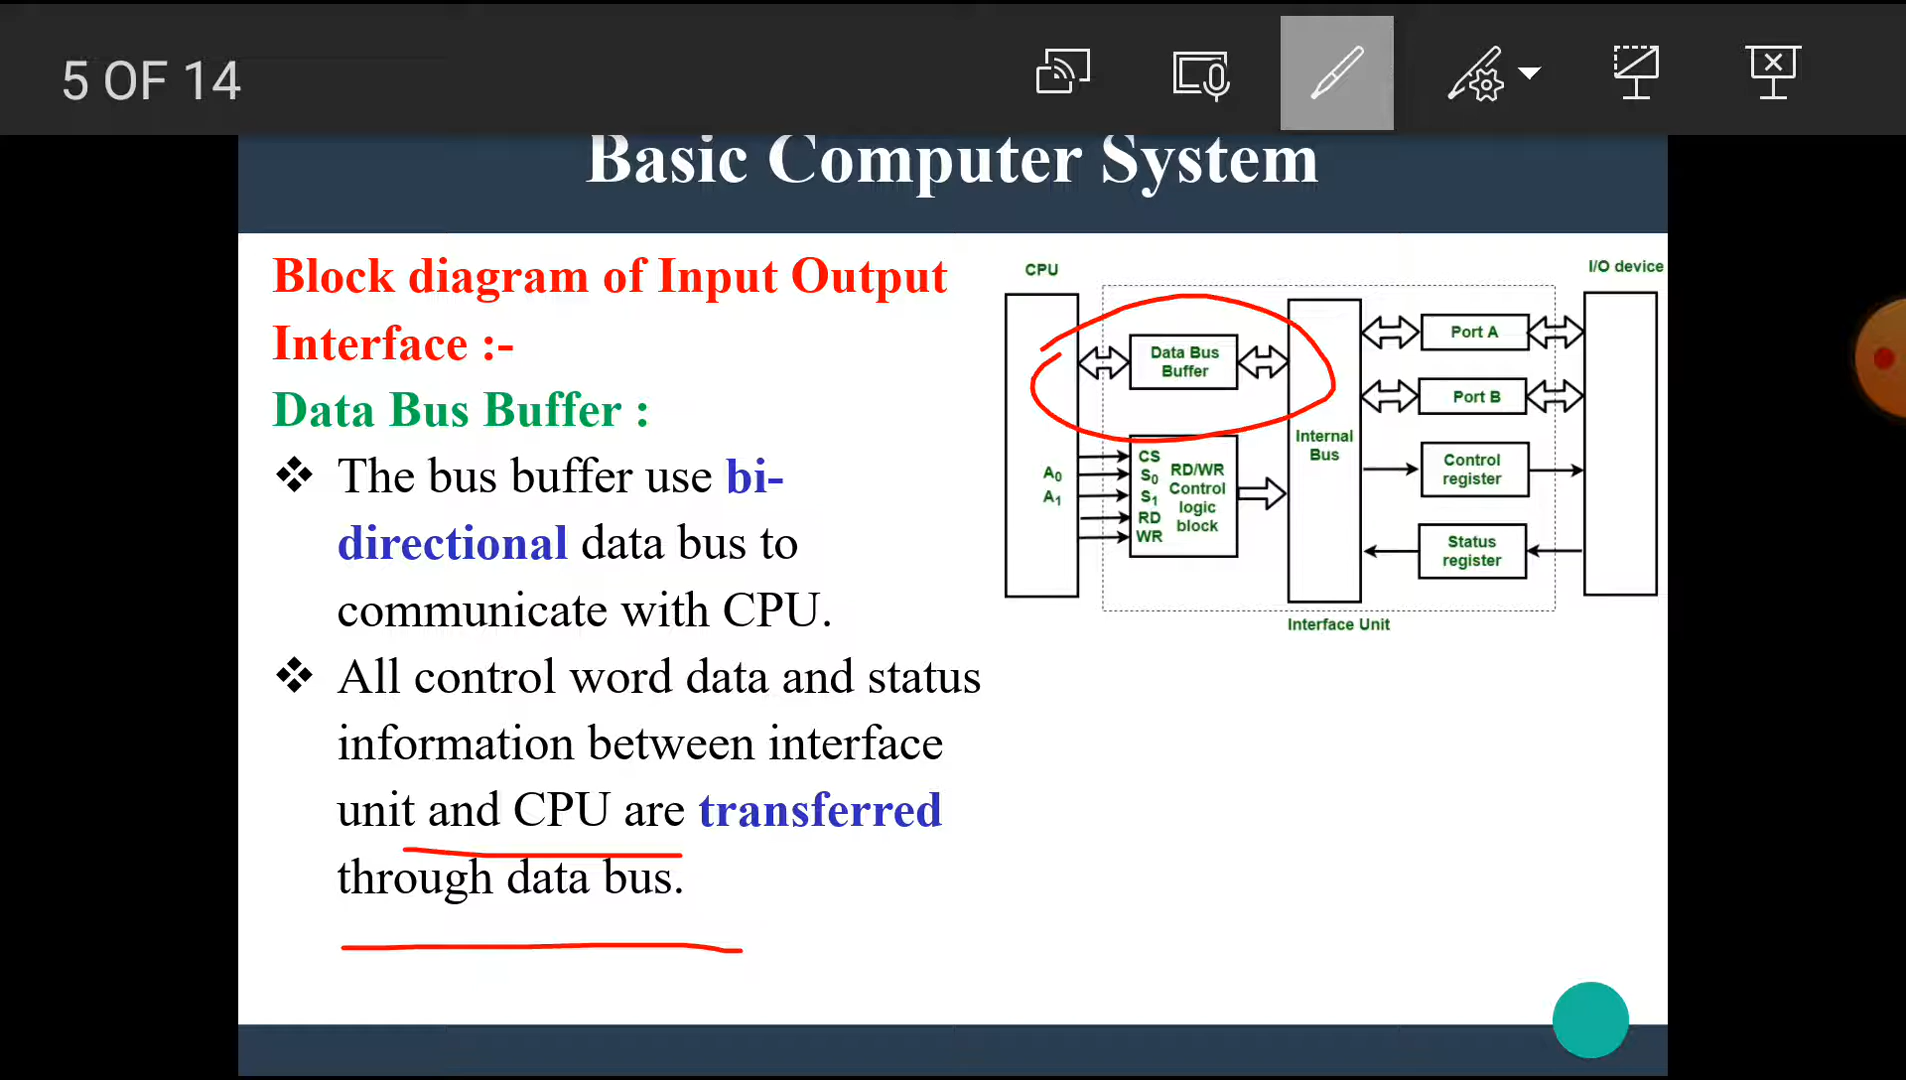 5 OF 14
Basic Computer System
Block diagram of Input Output
Interface :-
Data Bus Buffer :
❖ The bus buffer use bi-
directional data bus to
communicate with CPU.
❖ All control word data and status
information between interface
unit and CPU are transferred
through data bus.
CPU
I/O device
Data Bus
Buffer
Port A
Port B
Internal
Bus
A0
A1
CS
S0
S1
RD
WR
RD/WR
Control
logic
block
Control
register
Status
register
Interface Unit